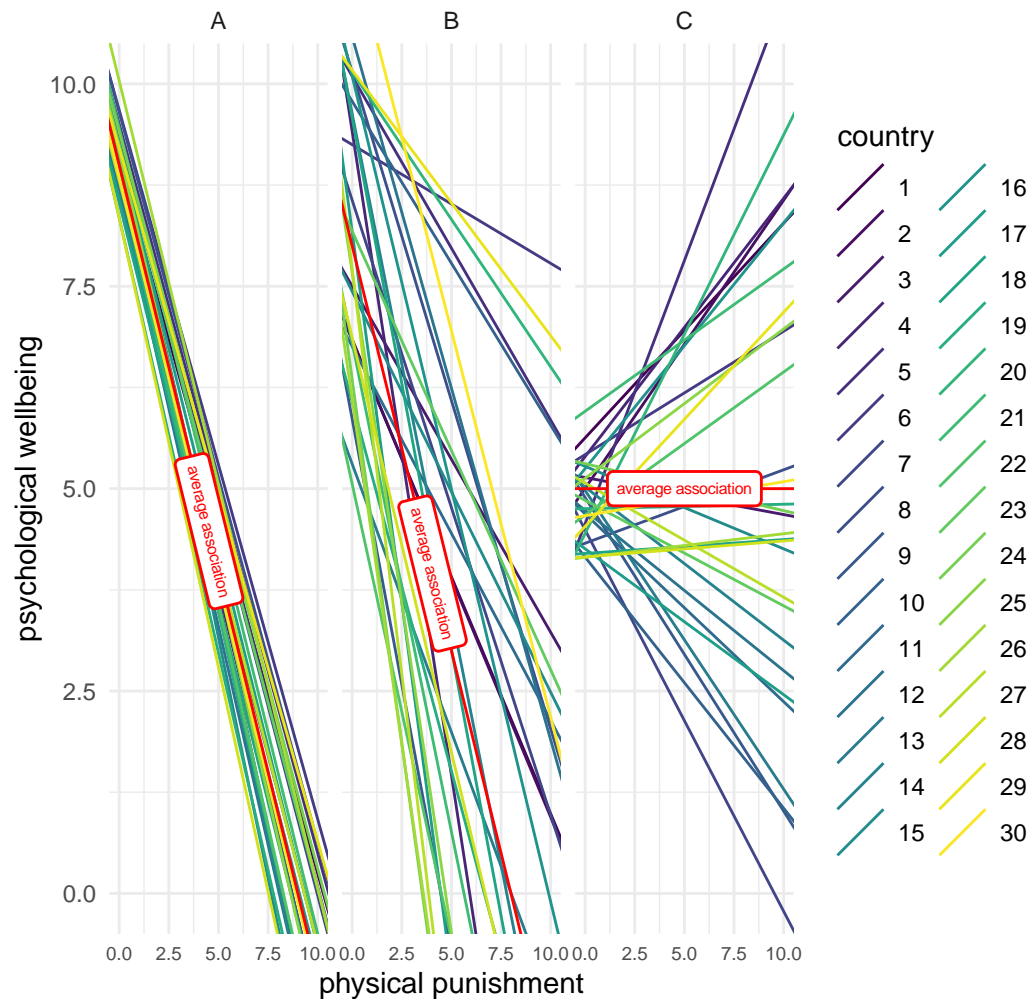 A B C
psychological wellbeing
10.0
7.5
5.0
2.5
0.0
average association
average association
average association
0.0 2.5 5.0 7.5 10.0 0.0 2.5 5.0 7.5 10.0 0.0 2.5 5.0 7.5 10.0
physical punishment
country
1 16
2 17
3 18
4 19
5 20
6 21
7 22
8 23
9 24
10 25
11 26
12 27
13 28
14 29
15 30